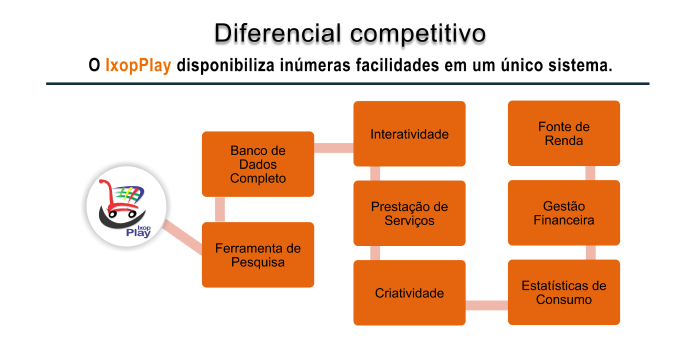 Diferencial competitivo
O IxopPlay disponibiliza inúmeras facilidades em um único sistema.
Ixop
Play
Ferramenta de
Pesquisa
Banco de
Dados
Completo
Interatividade
Prestação de
Serviços
Criatividade
Estatísticas de
Consumo
Gestão
Financeira
Fonte de
Renda